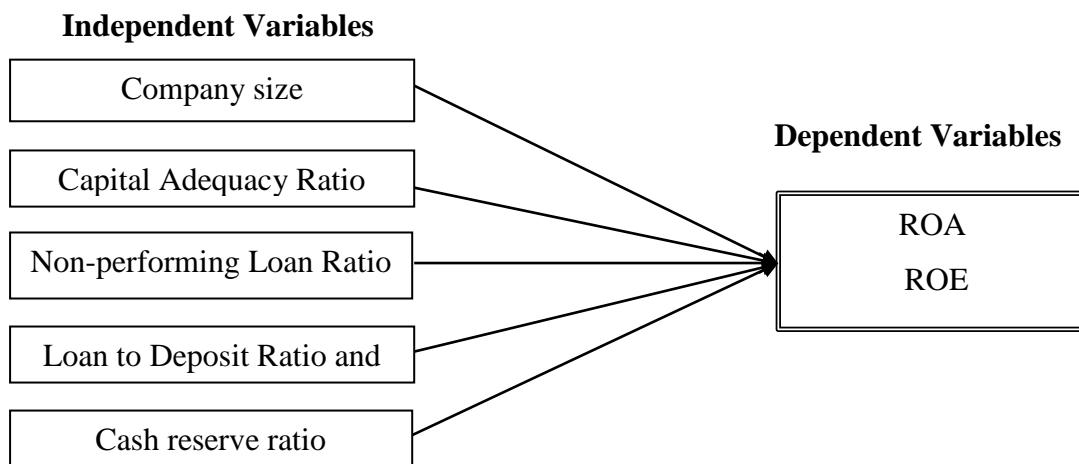 Independent Variables
Company size
Capital Adequacy Ratio
Non-performing Loan Ratio
Loan to Deposit Ratio and
Cash reserve ratio
Dependent Variables
ROA
ROE